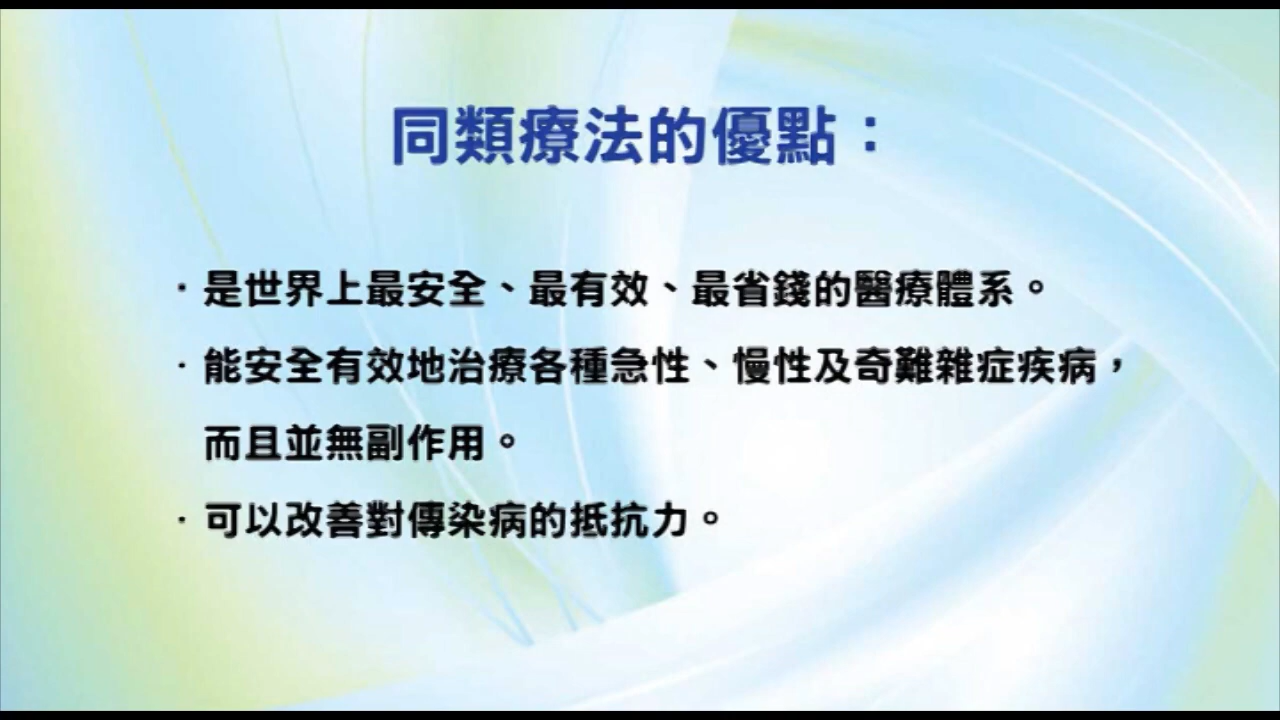 同類療法的優點：
·是世界上最安全、最有效、最省錢的醫療體系。
·能安全有效地治療各種急性、慢性及奇難雜症疾病，
而且並無副作用。
·可以改善對傳染病的抵抗力。